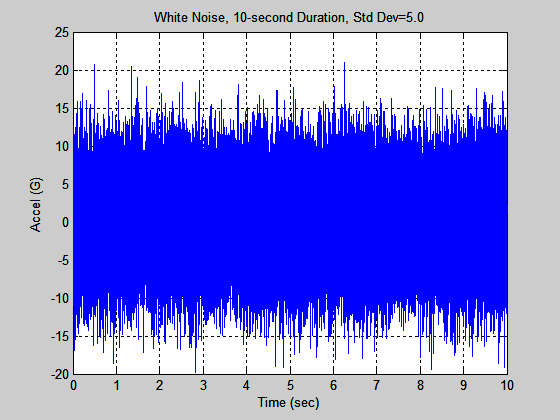 White Noise, 10-second Duration, Std Dev=5.0
25
20
15
10
5
0
-5
-10
-15
-20
Accel (G)
0 1 2 3 4 5 6 7 8 9 10
Time (sec)